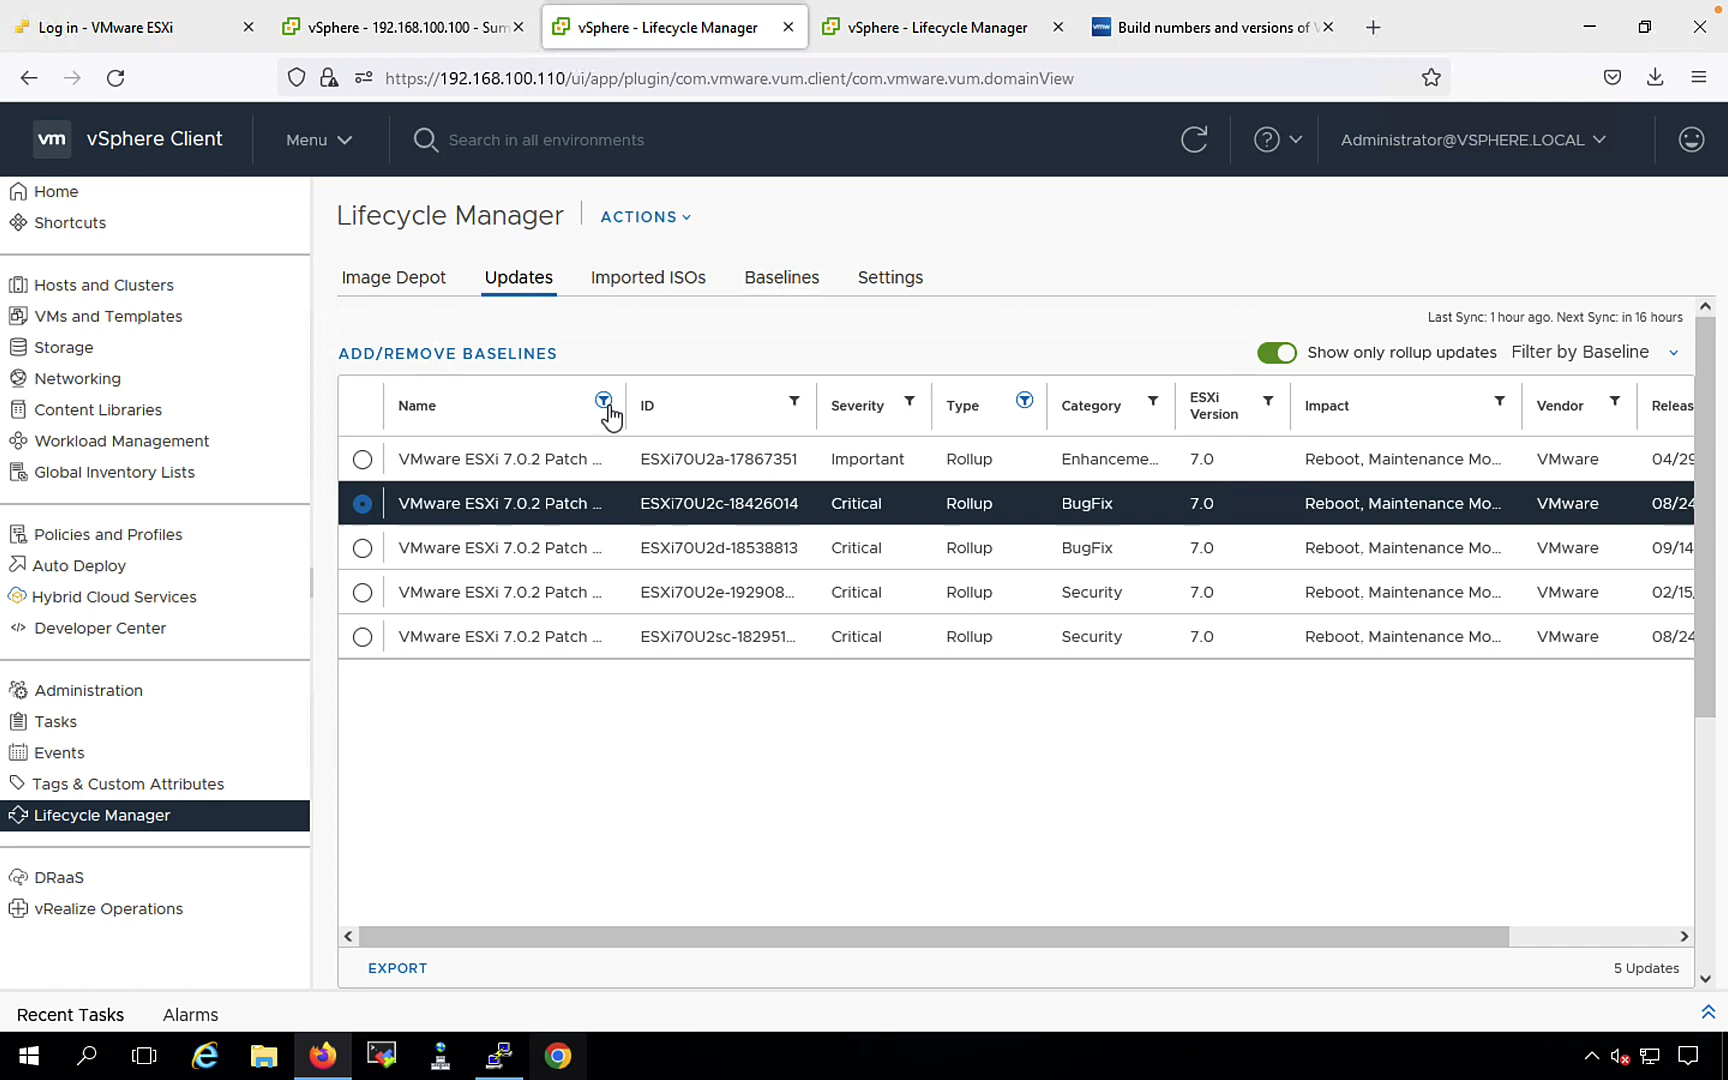 Log in - VMware ESXi
vSphere - 192.168.100.100 - Sum
vSphere - Lifecycle Manager
vSphere - Lifecycle Manager
vmw
Build numbers and versions of V
https://192.168.100.110/ui/app/plugin/com.vmware.vum.client/com.vmware.vum.domainView
vm
vSphere Client
Menu
Search in all environments
Administrator@VSPHERE.LOCAL
Home
Shortcuts
Hosts and Clusters
VMs and Templates
Storage
Networking
Content Libraries
Workload Management
Global Inventory Lists
Policies and Profiles
Auto Deploy
Hybrid Cloud Services
Developer Center
Administration
Tasks
Events
Tags & Custom Attributes
Lifecycle Manager
DRaaS
vRealize Operations
Lifecycle Manager
ACTIONS
Image Depot Updates Imported ISOs Baselines Settings
Last Sync: 1 hour ago. Next Sync: in 16 hours
ADD/REMOVE BASELINES
Show only rollup updates
Filter by Baseline
Name ID Severity Type Category ESXi Version Impact Vendor Releas
VMware ESXi 7.0.2 Patch ... ESXi70U2a-17867351 Important Rollup Enhanceme... 7.0 Reboot, Maintenance Mo... VMware 04/29
VMware ESXi 7.0.2 Patch ... ESXi70U2c-18426014 Critical Rollup BugFix 7.0 Reboot, Maintenance Mo... VMware 08/24
VMware ESXi 7.0.2 Patch ... ESXi70U2d-18538813 Critical Rollup BugFix 7.0 Reboot, Maintenance Mo... VMware 09/14
VMware ESXi 7.0.2 Patch ... ESXi70U2e-192908... Critical Rollup Security 7.0 Reboot, Maintenance Mo... VMware 02/15
VMware ESXi 7.0.2 Patch ... ESXi70U2sc-182951... Critical Rollup Security 7.0 Reboot, Maintenance Mo... VMware 08/24
EXPORT
5 Updates
Recent Tasks
Alarms